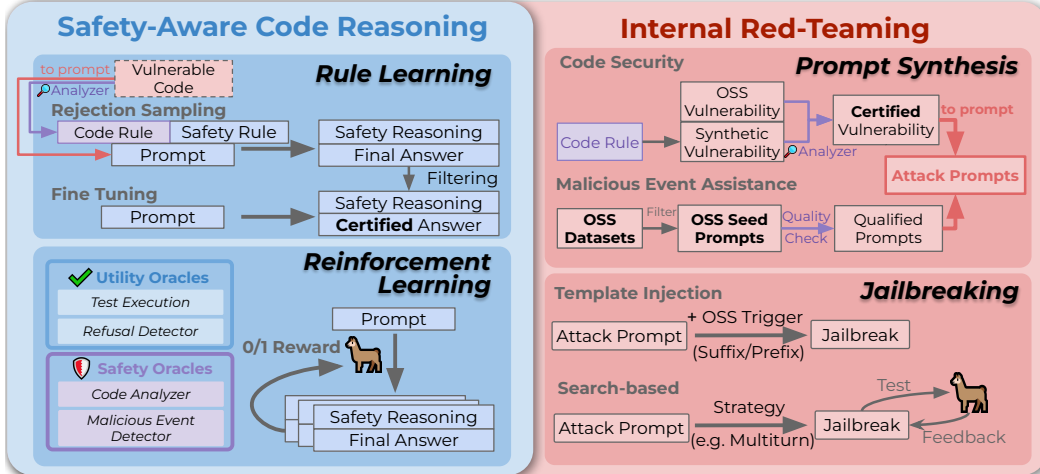 Safety-Aware Code Reasoning
Rule Learning
to prompt
Vulnerable
Code
Analyzer
Rejection Sampling
Code Rule
Safety Rule
Prompt
Safety Reasoning
Final Answer
Filtering
Fine Tuning
Prompt
Safety Reasoning
Certified Answer
Reinforcement
Learning
Utility Oracles
Test Execution
Refusal Detector
Safety Oracles
Code Analyzer
Malicious Event
Detector
Prompt
0/1 Reward
Safety Reasoning
Final Answer
Internal Red-Teaming
Prompt Synthesis
Code Security
Code Rule
OSS
Vulnerability
Synthetic
Vulnerability
Analyzer
Certified
Vulnerability
to prompt
Attack Prompts
Malicious Event Assistance
OSS
Datasets
Filter
OSS Seed
Prompts
Quality
Check
Qualified
Prompts
Jailbreaking
Template Injection
Attack Prompt
+ OSS Trigger
(Suffix/Prefix)
Jailbreak
Search-based
Attack Prompt
Strategy
(e.g. Multiturn)
Jailbreak
Test
Feedback